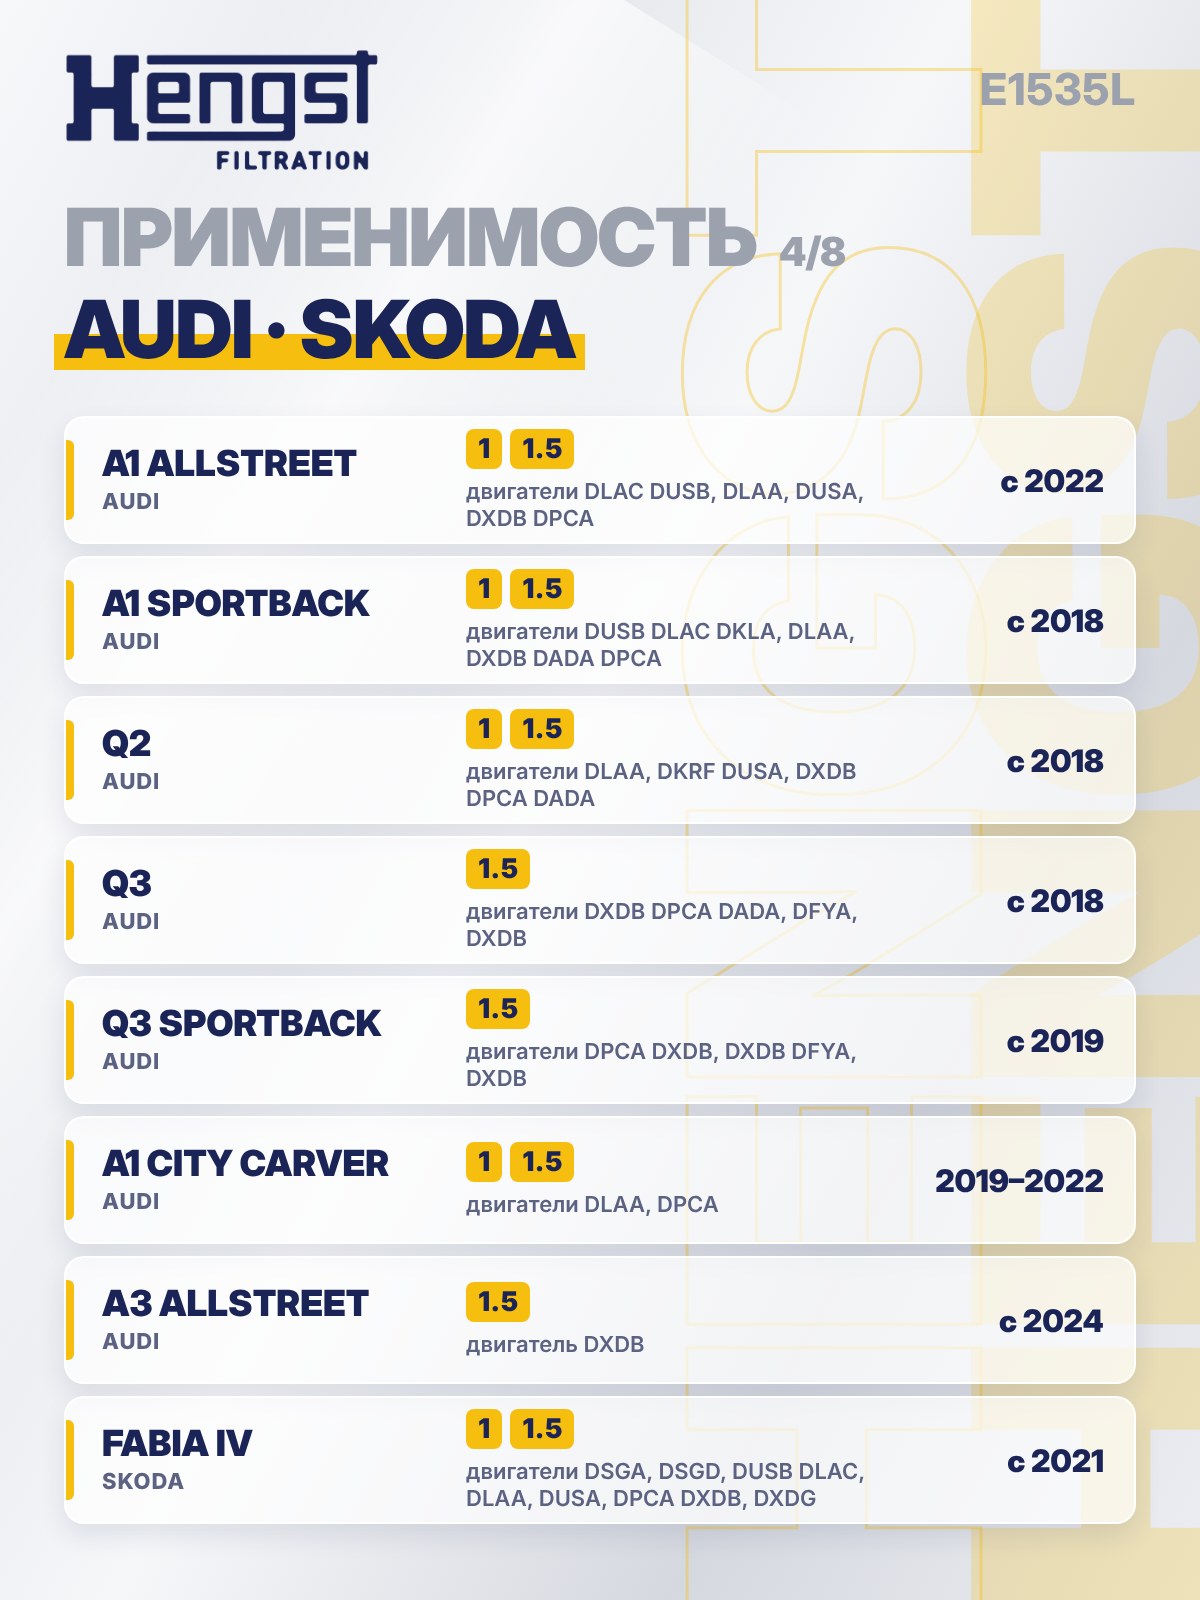 Hengst
FILTRATION
E1535L
ПРИМЕНИМОСТЬ 4/8
AUDI · SKODA
A1 ALLSTREET
AUDI
1 1.5
двигатели DLAC DUSB, DLAA, DUSA,
DXDB DPCA
с 2022
A1 SPORTBACK
AUDI
1 1.5
двигатели DUSB DLAC DKLA, DLAA,
DXDB DADA DPCA
с 2018
Q2
AUDI
1 1.5
двигатели DLAA, DKRF DUSA, DXDB
DPCA DADA
с 2018
Q3
AUDI
1.5
двигатели DXDB DPCA DADA, DFYA,
DXDB
с 2018
Q3 SPORTBACK
AUDI
1.5
двигатели DPCA DXDB, DXDB DFYA,
DXDB
с 2019
A1 CITY CARVER
AUDI
1 1.5
двигатели DLAA, DPCA
2019–2022
A3 ALLSTREET
AUDI
1.5
двигатель DXDB
с 2024
FABIA IV
SKODA
1 1.5
двигатели DSGA, DSGD, DUSB DLAC,
DLAA, DUSA, DPCA DXDB, DXDG
с 2021
HENGST
HENGST